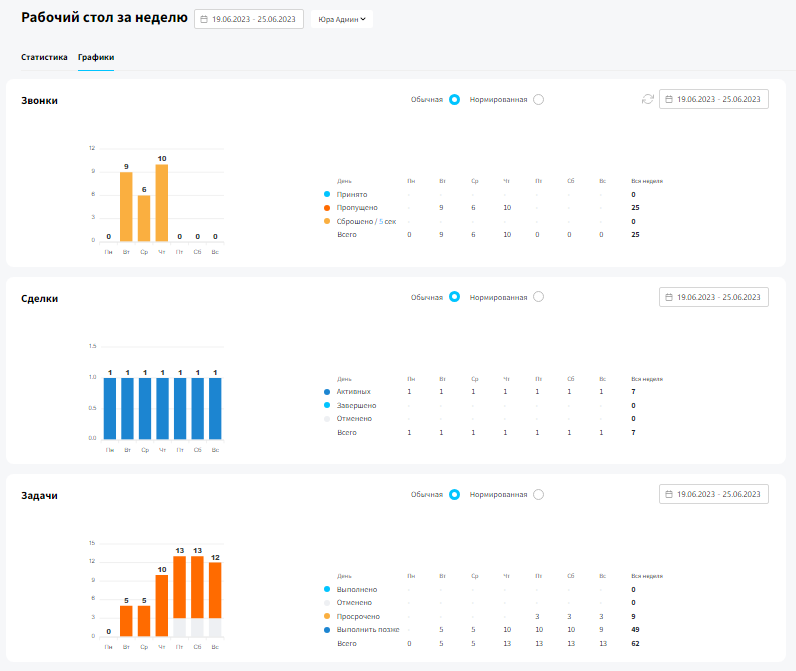 Рабочий стол за неделю 19.06.2023 - 25.06.2023 Юра Админ
Статистика Графики
Звонки Обычная Нормированная 19.06.2023 - 25.06.2023
12
9
6
3
0
0 9 6 10 0 0 0
Пн Вт Ср Чт Пт Сб Вс
День Пн Вт Ср Чт Пт Сб Вс Вся неделя
Принято - - - - - - - 0
Пропущено - 9 6 10 - - - 25
Сброшено / 5 сек - - - - - - - 0
Всего 0 9 6 10 0 0 0 25
Сделки Обычная Нормированная 19.06.2023 - 25.06.2023
1.5
1.0
0.5
0.0
1 1 1 1 1 1 1
Пн Вт Ср Чт Пт Сб Вс
День Пн Вт Ср Чт Пт Сб Вс Вся неделя
Активных 1 1 1 1 1 1 1 7
Завершено - - - - - - - 0
Отменено - - - - - - - 0
Всего 1 1 1 1 1 1 1 7
Задачи Обычная Нормированная 19.06.2023 - 25.06.2023
15
12
9
6
3
0
0 5 5 10 13 13 12
Пн Вт Ср Чт Пт Сб Вс
День Пн Вт Ср Чт Пт Сб Вс Вся неделя
Выполнено - - - - - - - 0
Отменено - - - - - - - 0
Просрочено - - - - 3 3 3 9
Выполнить позже - 5 5 10 10 10 9 49
Всего 0 5 5 13 13 13 13 62